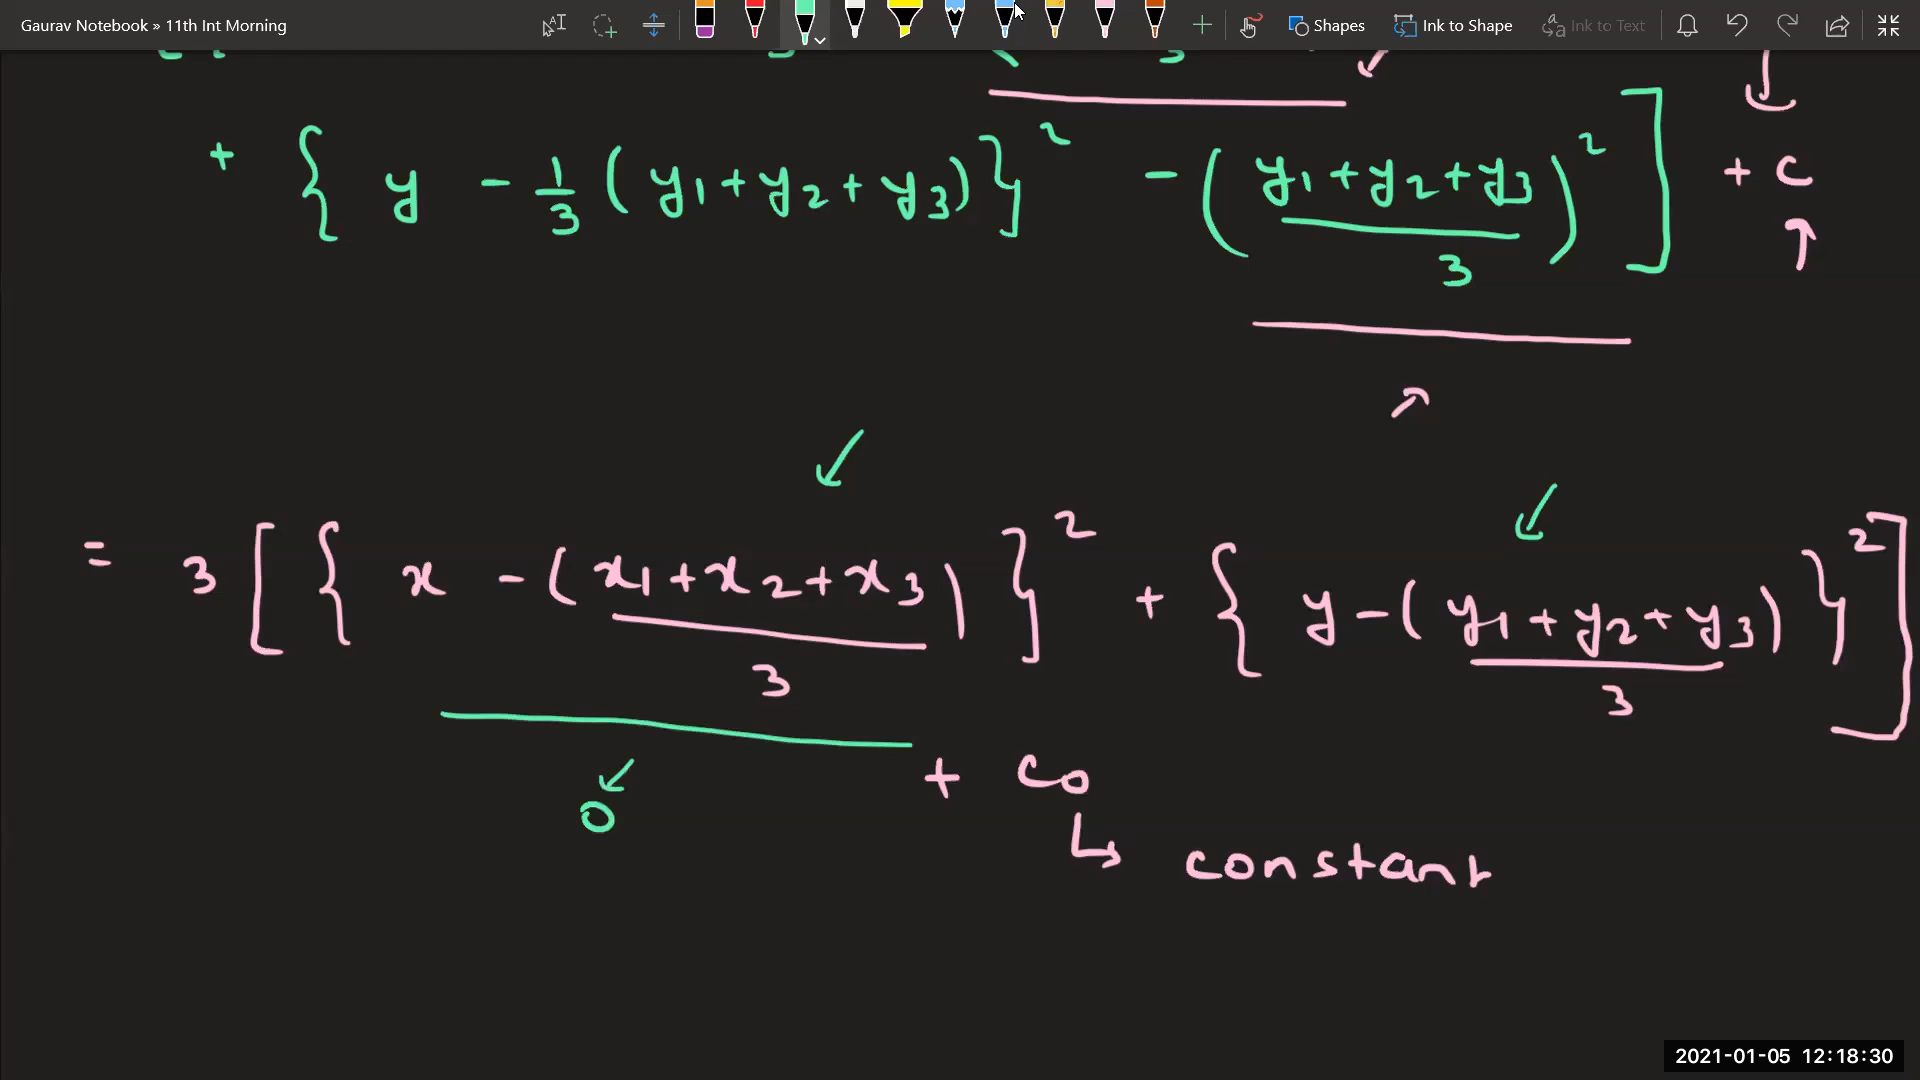 Gaurav Notebook » 11th Int Morning
Shapes Ink to Shape Ink to Text
+ { y - 1/3 ( y1 + y2 + y3 ) }² - ( (y1 + y2 + y3)/3 )² ] + c
= 3 [ { x - ( (x1 + x2 + x3)/3 ) }² + { y - ( (y1 + y2 + y3)/3 ) }² ]
0
+ co
↳ constant
2021-01-05 12:18:30